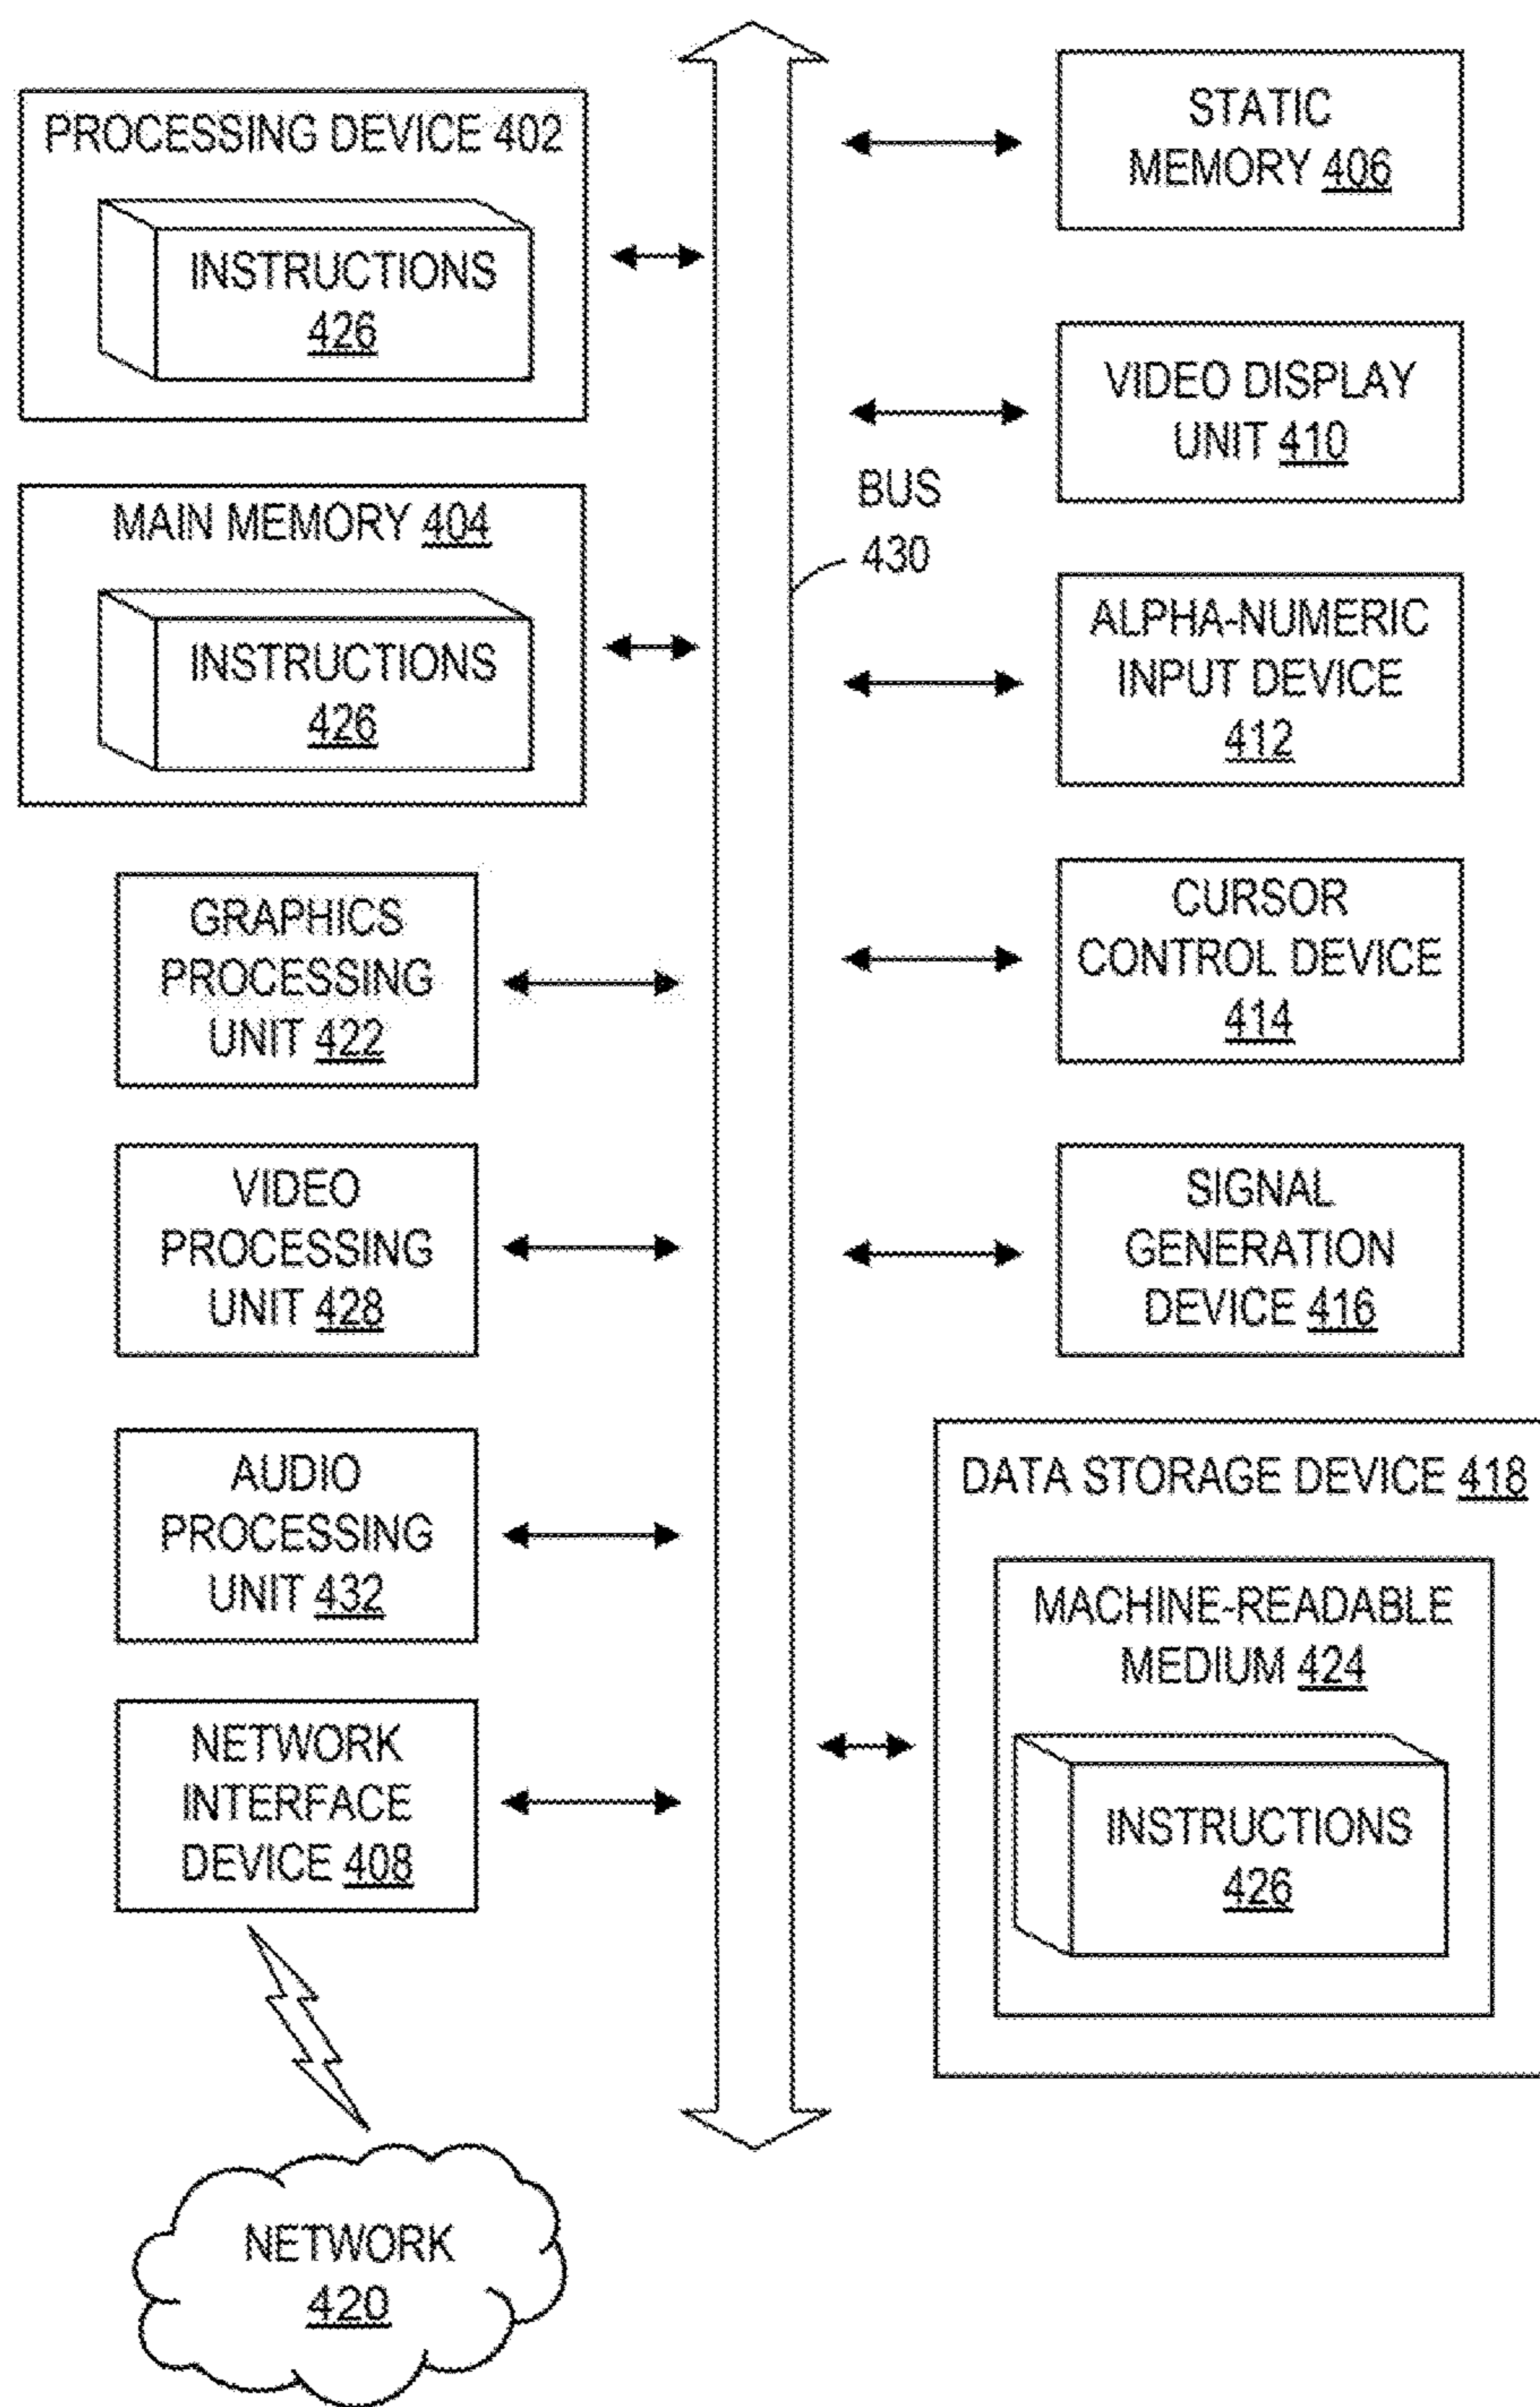 PROCESSING DEVICE 402
INSTRUCTIONS
426
MAIN MEMORY 404
INSTRUCTIONS
426
GRAPHICS
PROCESSING
UNIT 422
VIDEO
PROCESSING
UNIT 428
AUDIO
PROCESSING
UNIT 432
NETWORK
INTERFACE
DEVICE 408
NETWORK
420
BUS
430
STATIC
MEMORY 406
VIDEO DISPLAY
UNIT 410
ALPHA-NUMERIC
INPUT DEVICE
412
CURSOR
CONTROL DEVICE
414
SIGNAL
GENERATION
DEVICE 416
DATA STORAGE DEVICE 418
MACHINE-READABLE
MEDIUM 424
INSTRUCTIONS
426